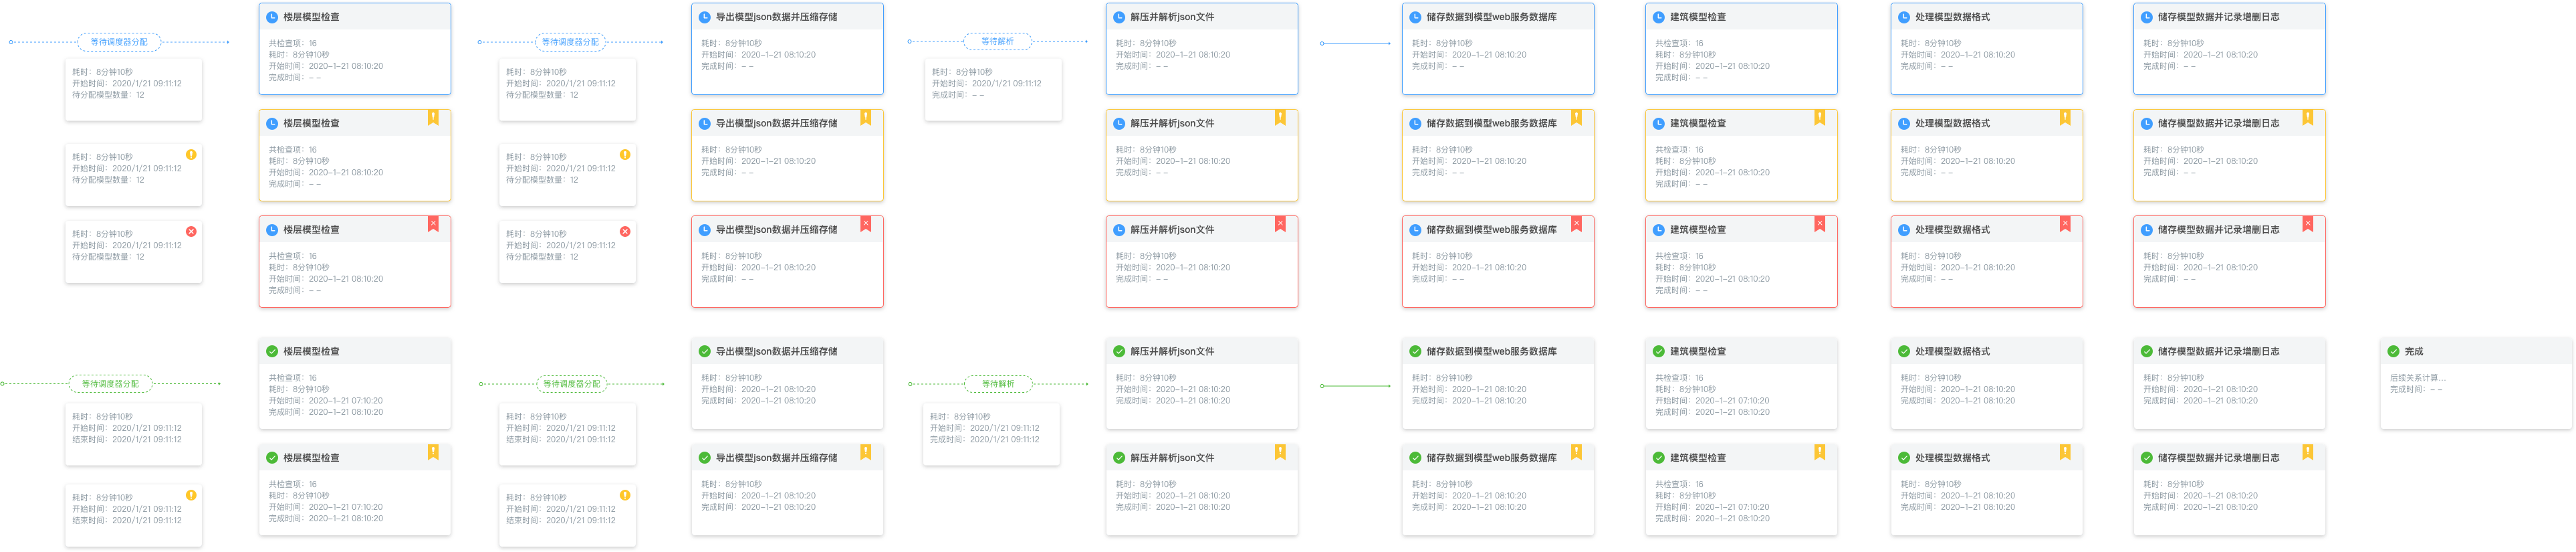 等待调度器分配
耗时：8分钟10秒
开始时间：2020/1/21 09:11:12
待分配模型数量：12
楼层模型检查
共检查项：16
耗时：8分钟10秒
开始时间：2020-1-21 08:10:20
完成时间：- -
等待调度器分配
耗时：8分钟10秒
开始时间：2020/1/21 09:11:12
待分配模型数量：12
导出模型json数据并压缩存储
耗时：8分钟10秒
开始时间：2020-1-21 08:10:20
完成时间：- -
等待解析
耗时：8分钟10秒
开始时间：2020/1/21 09:11:12
完成时间：- -
解压并解析json文件
耗时：8分钟10秒
开始时间：2020-1-21 08:10:20
完成时间：- -
储存数据到模型web服务数据库
耗时：8分钟10秒
开始时间：2020-1-21 08:10:20
完成时间：- -
建筑模型检查
共检查项：16
耗时：8分钟10秒
开始时间：2020-1-21 08:10:20
完成时间：- -
处理模型数据格式
耗时：8分钟10秒
开始时间：2020-1-21 08:10:20
完成时间：- -
储存模型数据并记录增删日志
耗时：8分钟10秒
开始时间：2020-1-21 08:10:20
完成时间：- -
耗时：8分钟10秒
开始时间：2020/1/21 09:11:12
待分配模型数量：12
楼层模型检查
共检查项：16
耗时：8分钟10秒
开始时间：2020-1-21 08:10:20
完成时间：- -
耗时：8分钟10秒
开始时间：2020/1/21 09:11:12
待分配模型数量：12
导出模型json数据并压缩存储
耗时：8分钟10秒
开始时间：2020-1-21 08:10:20
完成时间：- -
解压并解析json文件
耗时：8分钟10秒
开始时间：2020-1-21 08:10:20
完成时间：- -
储存数据到模型web服务数据库
耗时：8分钟10秒
开始时间：2020-1-21 08:10:20
完成时间：- -
建筑模型检查
共检查项：16
耗时：8分钟10秒
开始时间：2020-1-21 08:10:20
完成时间：- -
处理模型数据格式
耗时：8分钟10秒
开始时间：2020-1-21 08:10:20
完成时间：- -
储存模型数据并记录增删日志
耗时：8分钟10秒
开始时间：2020-1-21 08:10:20
完成时间：- -
耗时：8分钟10秒
开始时间：2020/1/21 09:11:12
待分配模型数量：12
楼层模型检查
共检查项：16
耗时：8分钟10秒
开始时间：2020-1-21 08:10:20
完成时间：- -
耗时：8分钟10秒
开始时间：2020/1/21 09:11:12
待分配模型数量：12
导出模型json数据并压缩存储
耗时：8分钟10秒
开始时间：2020-1-21 08:10:20
完成时间：- -
解压并解析json文件
耗时：8分钟10秒
开始时间：2020-1-21 08:10:20
完成时间：- -
储存数据到模型web服务数据库
耗时：8分钟10秒
开始时间：2020-1-21 08:10:20
完成时间：- -
建筑模型检查
共检查项：16
耗时：8分钟10秒
开始时间：2020-1-21 08:10:20
完成时间：- -
处理模型数据格式
耗时：8分钟10秒
开始时间：2020-1-21 08:10:20
完成时间：- -
储存模型数据并记录增删日志
耗时：8分钟10秒
开始时间：2020-1-21 08:10:20
完成时间：- -
等待调度器分配
耗时：8分钟10秒
开始时间：2020/1/21 09:11:12
结束时间：2020/1/21 09:11:12
楼层模型检查
共检查项：16
耗时：8分钟10秒
开始时间：2020-1-21 07:10:20
完成时间：2020-1-21 08:10:20
等待调度器分配
耗时：8分钟10秒
开始时间：2020/1/21 09:11:12
结束时间：2020/1/21 09:11:12
导出模型json数据并压缩存储
耗时：8分钟10秒
开始时间：2020-1-21 08:10:20
完成时间：2020-1-21 08:10:20
等待解析
耗时：8分钟10秒
开始时间：2020/1/21 09:11:12
完成时间：2020/1/21 09:11:12
解压并解析json文件
耗时：8分钟10秒
开始时间：2020-1-21 08:10:20
完成时间：2020-1-21 08:10:20
储存数据到模型web服务数据库
耗时：8分钟10秒
开始时间：2020-1-21 08:10:20
完成时间：2020-1-21 08:10:20
建筑模型检查
共检查项：16
耗时：8分钟10秒
开始时间：2020-1-21 07:10:20
完成时间：2020-1-21 08:10:20
处理模型数据格式
耗时：8分钟10秒
开始时间：2020-1-21 08:10:20
完成时间：2020-1-21 08:10:20
储存模型数据并记录增删日志
耗时：8分钟10秒
开始时间：2020-1-21 08:10:20
完成时间：2020-1-21 08:10:20
完成
后续关系计算...
完成时间：- -
耗时：8分钟10秒
开始时间：2020/1/21 09:11:12
结束时间：2020/1/21 09:11:12
楼层模型检查
共检查项：16
耗时：8分钟10秒
开始时间：2020-1-21 07:10:20
完成时间：2020-1-21 08:10:20
耗时：8分钟10秒
开始时间：2020/1/21 09:11:12
结束时间：2020/1/21 09:11:12
导出模型json数据并压缩存储
耗时：8分钟10秒
开始时间：2020-1-21 08:10:20
完成时间：2020-1-21 08:10:20
解压并解析json文件
耗时：8分钟10秒
开始时间：2020-1-21 08:10:20
完成时间：2020-1-21 08:10:20
储存数据到模型web服务数据库
耗时：8分钟10秒
开始时间：2020-1-21 08:10:20
完成时间：2020-1-21 08:10:20
建筑模型检查
共检查项：16
耗时：8分钟10秒
开始时间：2020-1-21 07:10:20
完成时间：2020-1-21 08:10:20
处理模型数据格式
耗时：8分钟10秒
开始时间：2020-1-21 08:10:20
完成时间：2020-1-21 08:10:20
储存模型数据并记录增删日志
耗时：8分钟10秒
开始时间：2020-1-21 08:10:20
完成时间：2020-1-21 08:10:20